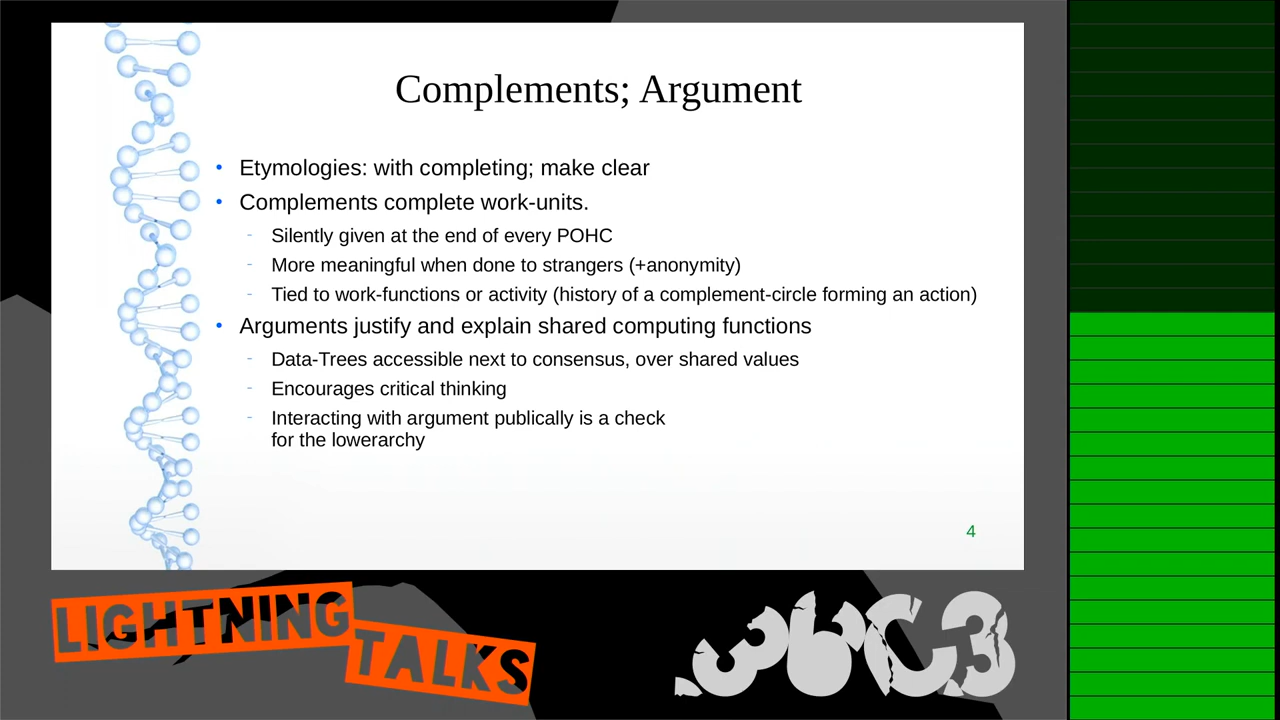 Complements; Argument
• Etymologies: with completing; make clear
• Complements complete work-units.
- Silently given at the end of every POHC
- More meaningful when done to strangers (+anonymity)
- Tied to work-functions or activity (history of a complement-circle forming an action)
• Arguments justify and explain shared computing functions
- Data-Trees accessible next to consensus, over shared values
- Encourages critical thinking
- Interacting with argument publically is a check
for the lowerarchy
4
LIGHTNING
TALKS
36C3